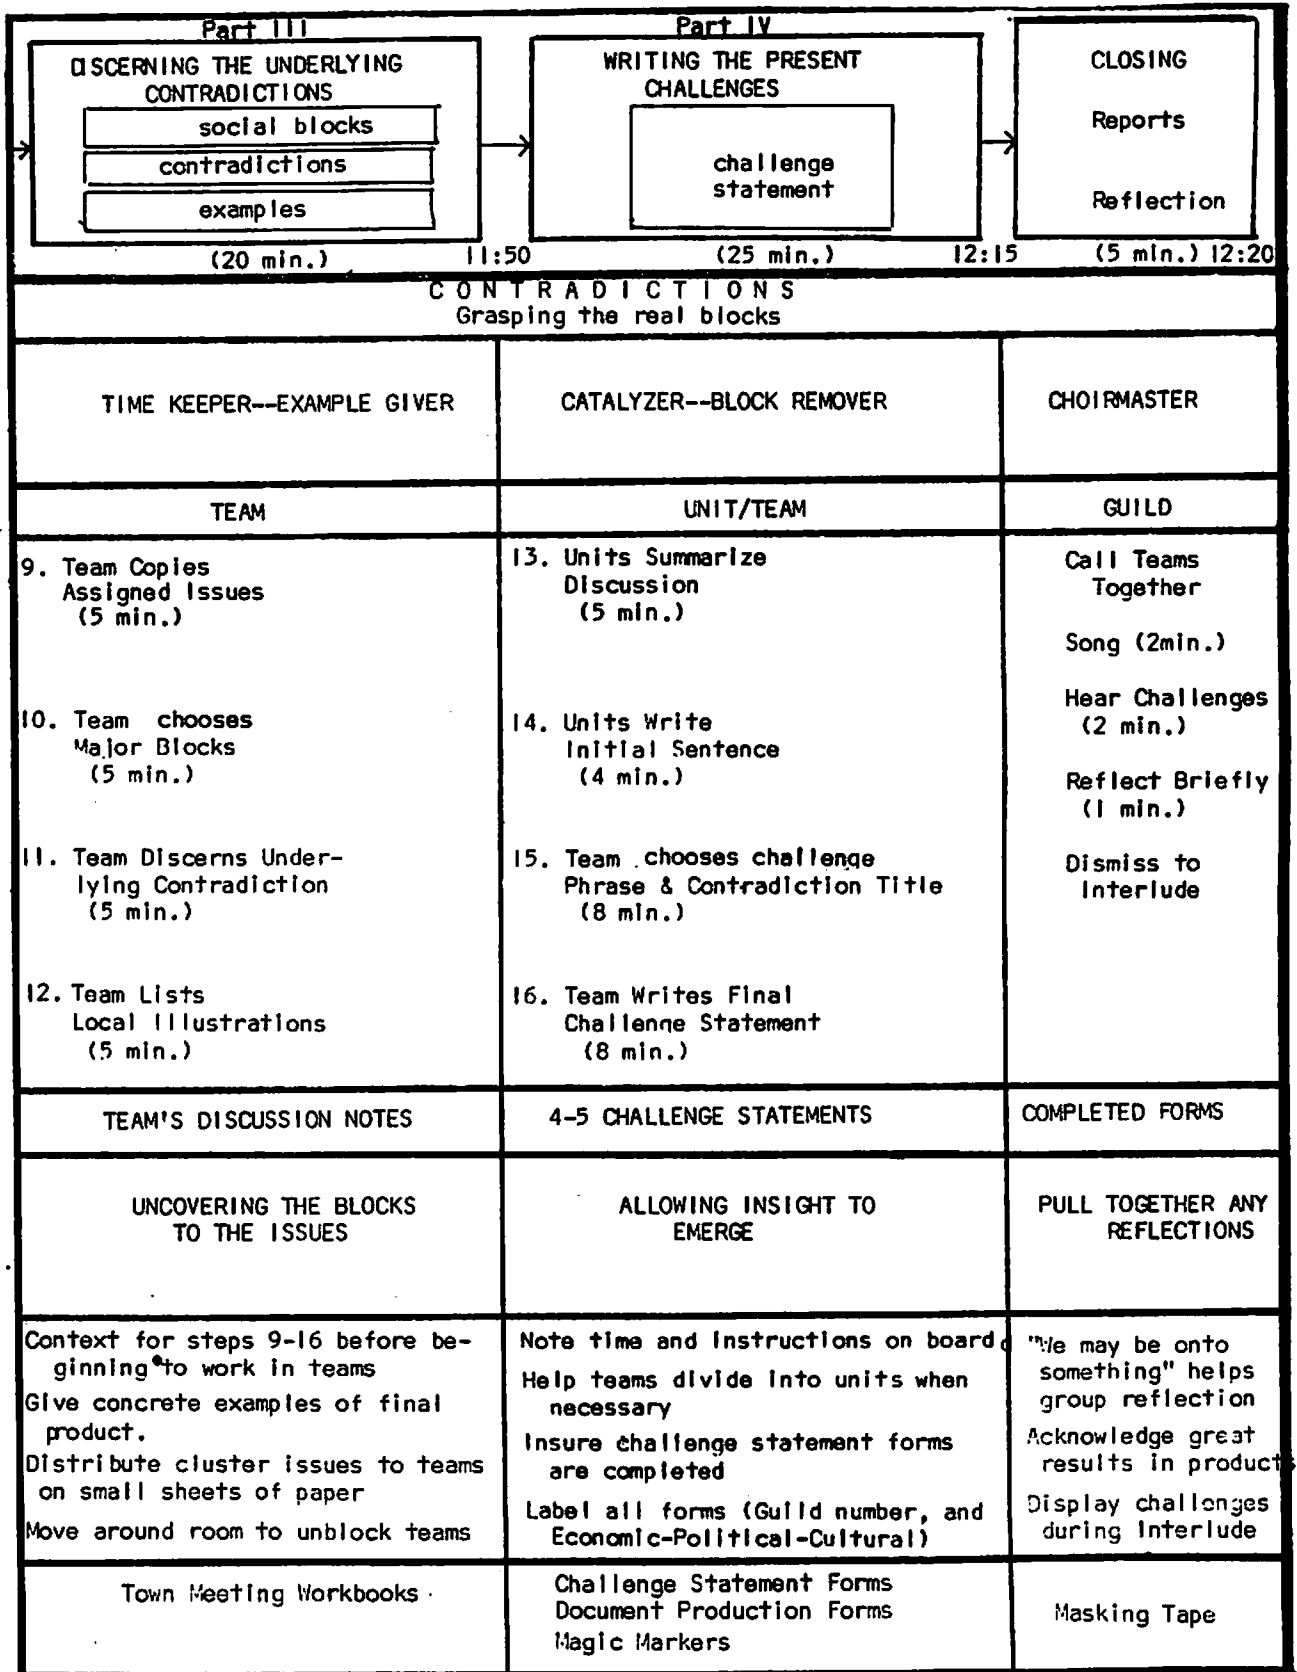 Part III
DISCERNING THE UNDERLYING
CONTRADICTIONS
social blocks
contradictions
examples
(20 min.)
11:50
Part IV
WRITING THE PRESENT
CHALLENGES
challenge
statement
(25 min.)
12:15
CLOSING
Reports
Reflection
(5 min.) 12:20
CONTRADICTIONS
Grasping the real blocks
TIME KEEPER--EXAMPLE GIVER
CATALYZER--BLOCK REMOVER
CHOIRMASTER
TEAM
UNIT/TEAM
GUILD
9. Team Copies
Assigned Issues
(5 min.)
10. Team chooses
Major Blocks
(5 min.)
11. Team Discerns Under-
lying Contradiction
(5 min.)
12. Team Lists
Local Illustrations
(5 min.)
13. Units Summarize
Discussion
(5 min.)
14. Units Write
Initial Sentence
(4 min.)
15. Team chooses challenge
Phrase & Contradiction Title
(8 min.)
16. Team Writes Final
Challenge Statement
(8 min.)
Call Teams
Together
Song (2min.)
Hear Challenges
(2 min.)
Reflect Briefly
(1 min.)
Dismiss to
Interlude
TEAM'S DISCUSSION NOTES
4-5 CHALLENGE STATEMENTS
COMPLETED FORMS
UNCOVERING THE BLOCKS
TO THE ISSUES
ALLOWING INSIGHT TO
EMERGE
PULL TOGETHER ANY
REFLECTIONS
Context for steps 9-16 before be-
ginning to work in teams
Give concrete examples of final
product.
Distribute cluster issues to teams
on small sheets of paper
Move around room to unblock teams
Note time and instructions on board
Help teams divide into units when
necessary
Insure challenge statement forms
are completed
Label all forms (Guild number, and
Economic-Political-Cultural)
"We may be onto
something" helps
group reflection
Acknowledge great
results in products
Display challenges
during Interlude
Town Meeting Workbooks
Challenge Statement Forms
Document Production Forms
Magic Markers
Masking Tape